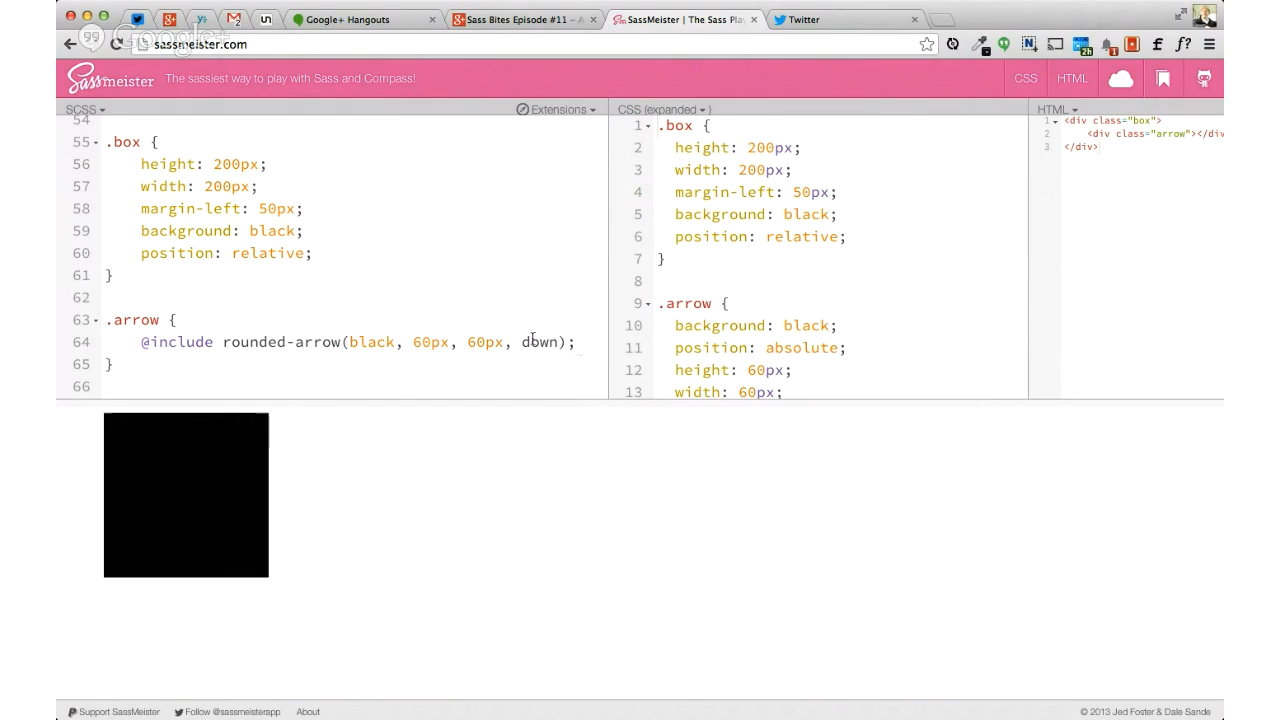 Google+ Hangouts
Sass Bites Episode #11 – A
SassMeister | The Sass Play
Twitter
Google+
sassmeister.com
2h
1
f
f?
Sassmeister
The sassiest way to play with Sass and Compass!
CSS
HTML
SCSS
Extensions
54
55 .box {
56 height: 200px;
57 width: 200px;
58 margin-left: 50px;
59 background: black;
60 position: relative;
61 }
62
63 .arrow {
64 @include rounded-arrow(black, 60px, 60px, down);
65 }
66
CSS (expanded)
1 .box {
2 height: 200px;
3 width: 200px;
4 margin-left: 50px;
5 background: black;
6 position: relative;
7 }
8
9 .arrow {
10 background: black;
11 position: absolute;
12 height: 60px;
13 width: 60px;
HTML
1 <div class="box">
2 <div class="arrow"></div
3 </div>
Support SassMeister
Follow @sassmeisterapp
About
© 2013 Jed Foster & Dale Sande